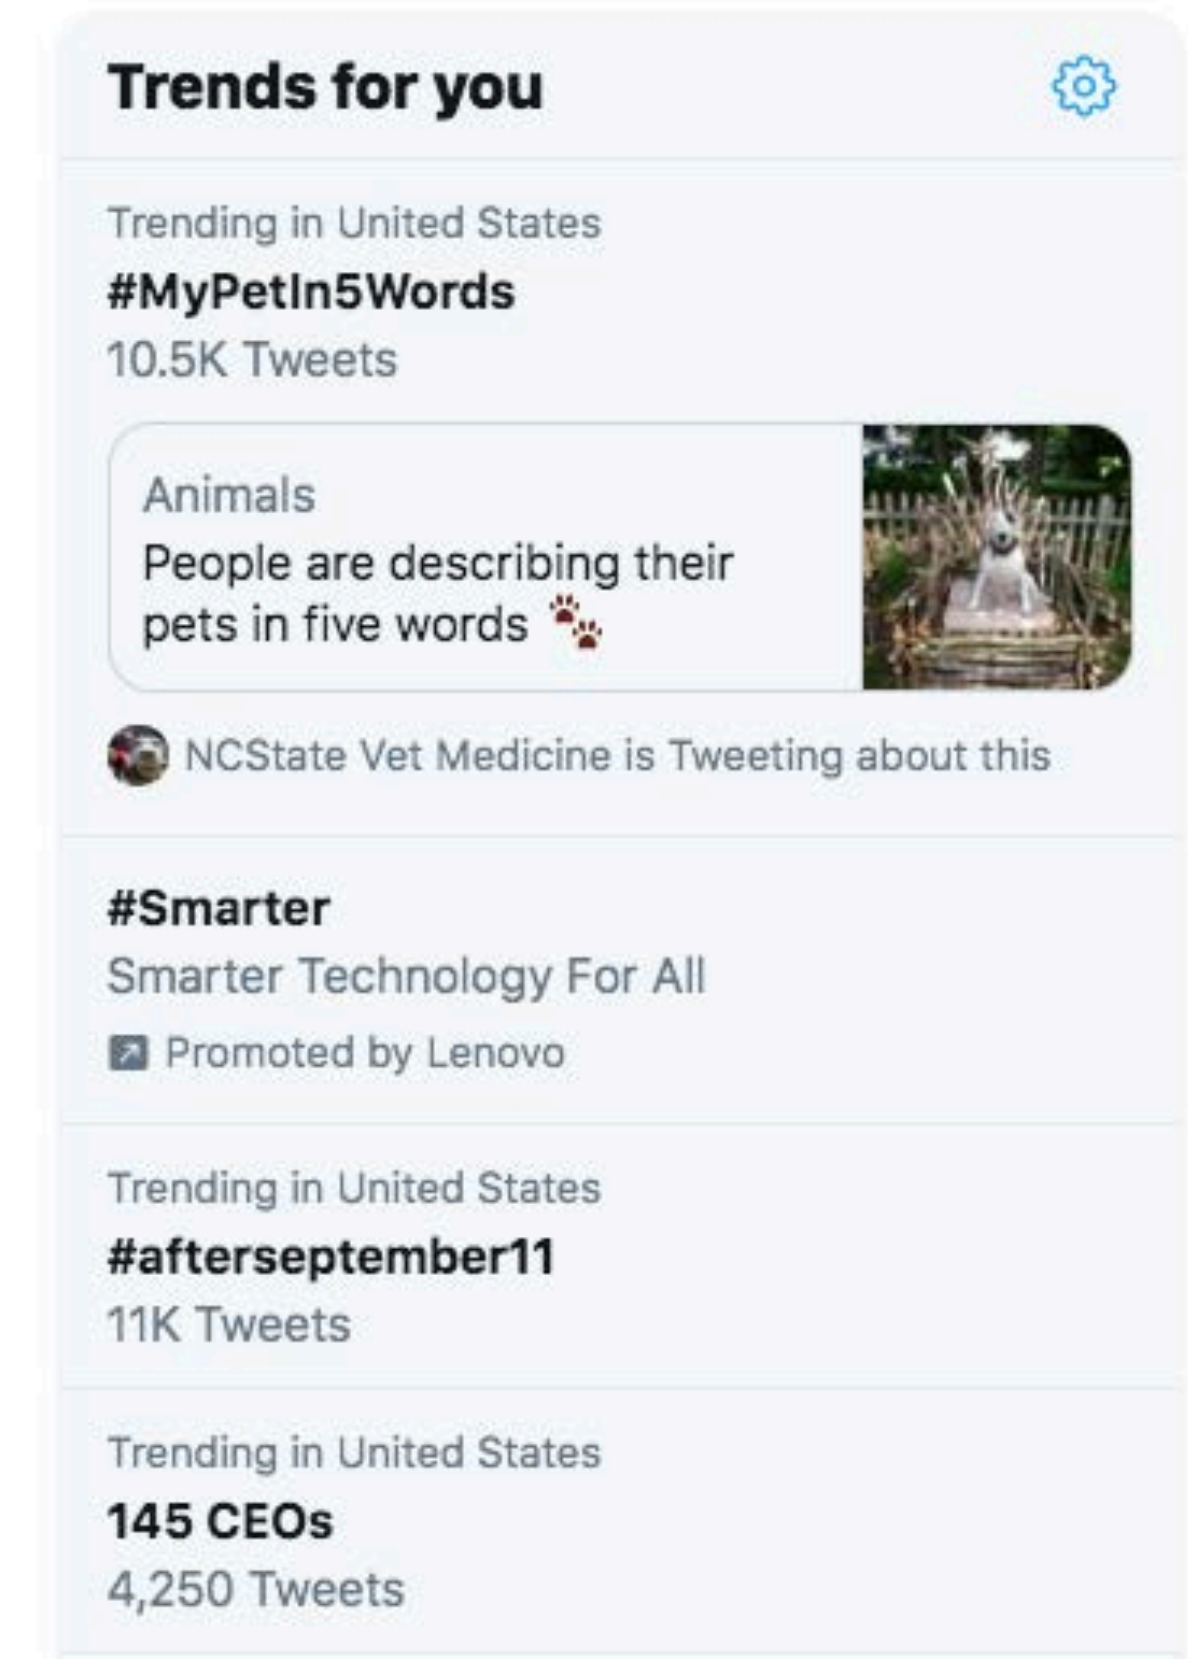 Trends for you
Trending in United States
#MyPetIn5Words
10.5K Tweets
Animals
People are describing their
pets in five words 🐾
NCState Vet Medicine is Tweeting about this
#Smarter
Smarter Technology For All
Promoted by Lenovo
Trending in United States
#afterseptember11
11K Tweets
Trending in United States
145 CEOs
4,250 Tweets